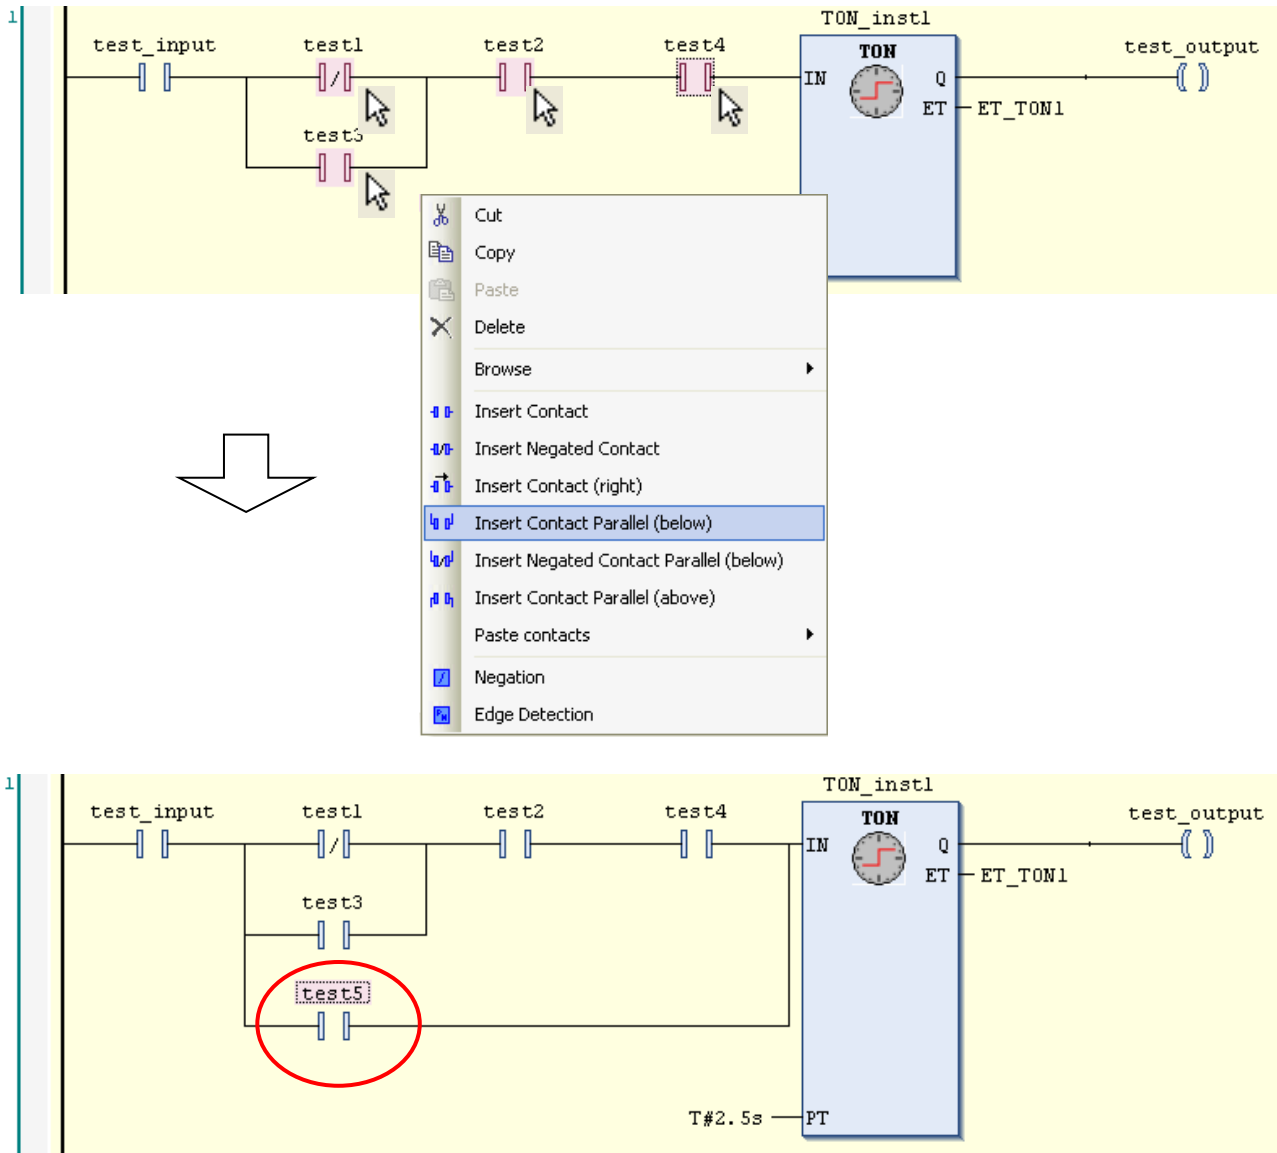 1
TON_inst1
test_input test1 test2 test4 test_output
TON
IN Q
ET ET_TON1
test3
Cut
Copy
Paste
Delete
Browse
Insert Contact
Insert Negated Contact
Insert Contact (right)
Insert Contact Parallel (below)
Insert Negated Contact Parallel (below)
Insert Contact Parallel (above)
Paste contacts
Negation
Edge Detection
1
TON_inst1
test_input test1 test2 test4 test_output
TON
IN Q
ET ET_TON1
test3
test5
T#2.5s PT